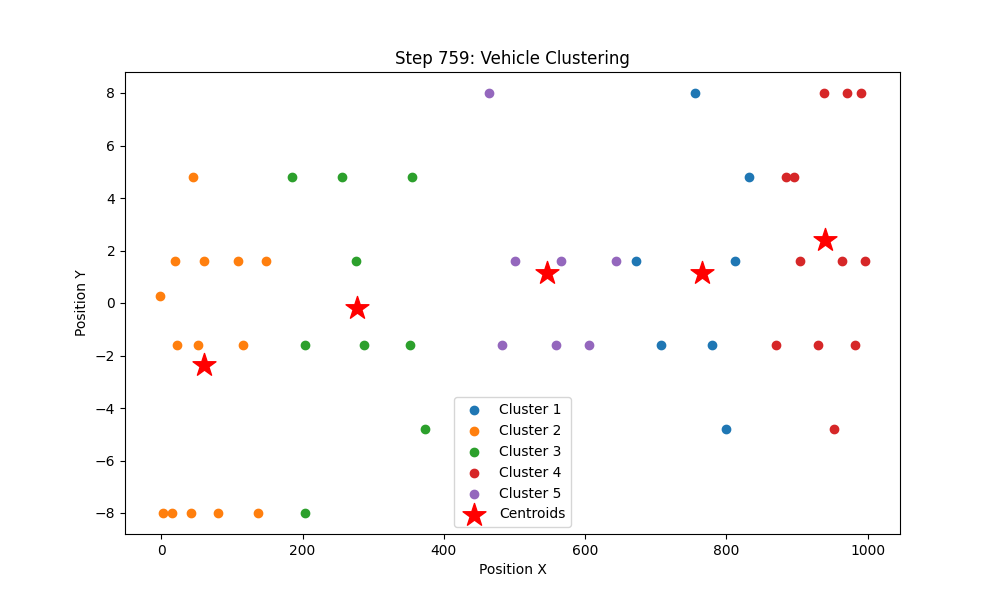 Step 759: Vehicle Clustering
Position Y
8
6
4
2
0
−2
−4
−6
−8
Cluster 1
Cluster 2
Cluster 3
Cluster 4
Cluster 5
Centroids
0
200
400
600
800
1000
Position X